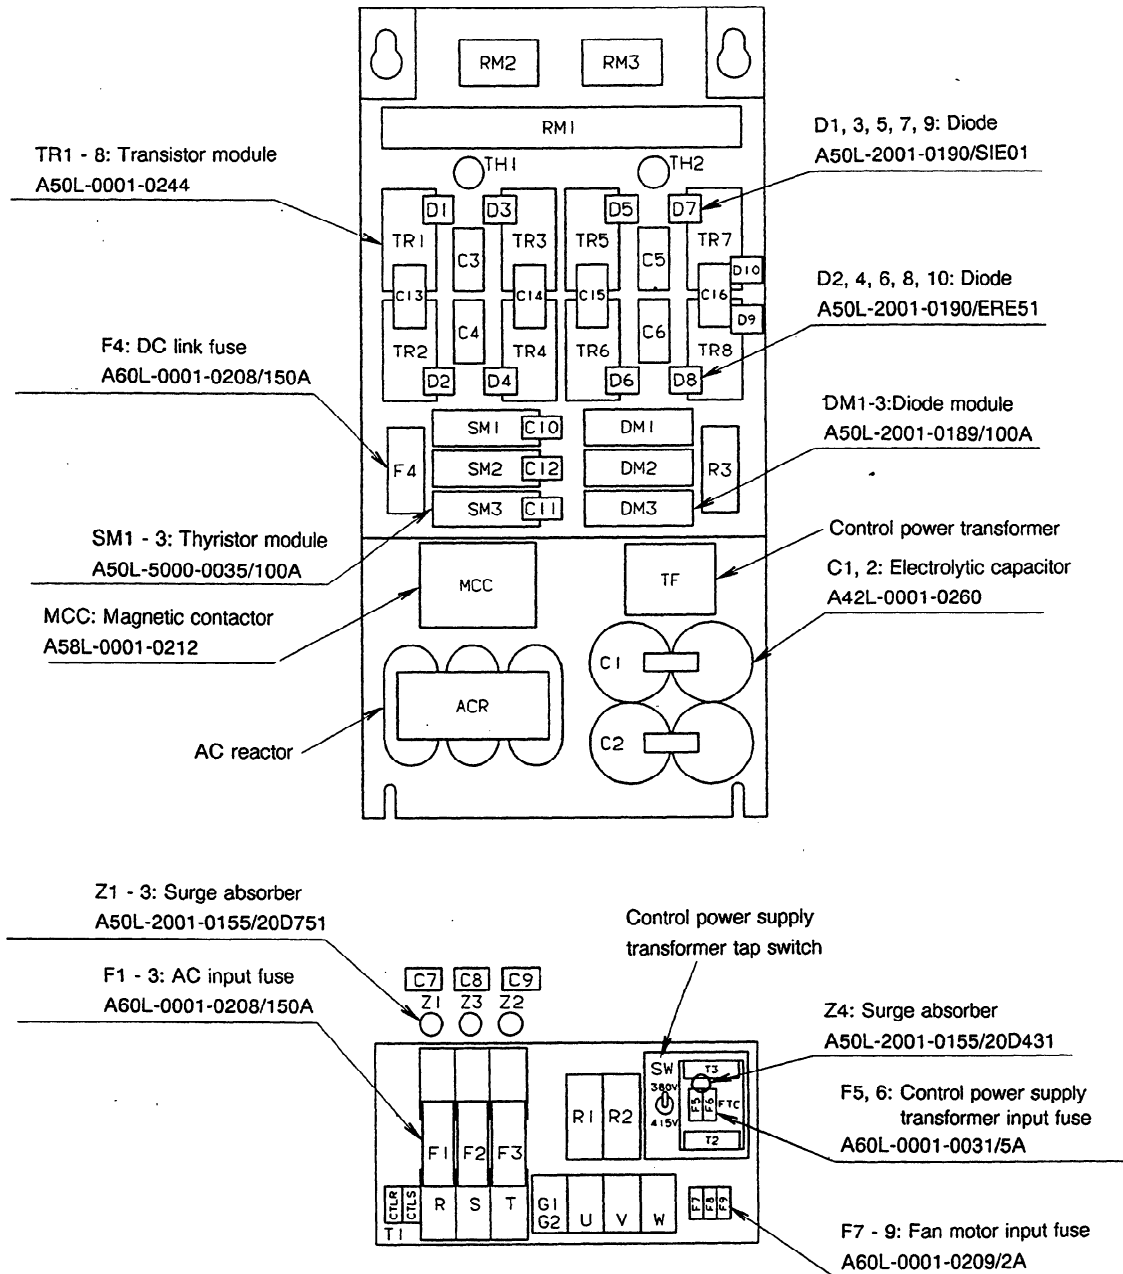 RM2 RM3
RM1
TR1 - 8: Transistor module
A50L-0001-0244
D1, 3, 5, 7, 9: Diode
A50L-2001-0190/SIE01
TH1 TH2
D1 D3 D5 D7
TR1 C3 TR3 TR5 C5 TR7
C13 C14 C15 C16 D10
D9
TR2 C4 TR4 TR6 C6 TR8
D2 D4 D6 D8
D2, 4, 6, 8, 10: Diode
A50L-2001-0190/ERE51
F4: DC link fuse
A60L-0001-0208/150A
DM1-3:Diode module
A50L-2001-0189/100A
SM1 C10 DM1
F4 SM2 C12 DM2 R3
SM3 C11 DM3
SM1 - 3: Thyristor module
A50L-5000-0035/100A
Control power transformer
MCC TF
C1, 2: Electrolytic capacitor
A42L-0001-0260
MCC: Magnetic contactor
A58L-0001-0212
C1
ACR
C2
AC reactor
Z1 - 3: Surge absorber
A50L-2001-0155/20D751
Control power supply
transformer tap switch
F1 - 3: AC input fuse
A60L-0001-0208/150A
C7 C8 C9
Z1 Z3 Z2
Z4: Surge absorber
A50L-2001-0155/20D431
SW T3
380V
F5 F6 FTC
415V
T2
R1 R2
F5, 6: Control power supply
transformer input fuse
A60L-0001-0031/5A
F1 F2 F3
CTLR CTLS R S T
T1
G1
G2 U V W
F7 F8 F9
F7 - 9: Fan motor input fuse
A60L-0001-0209/2A